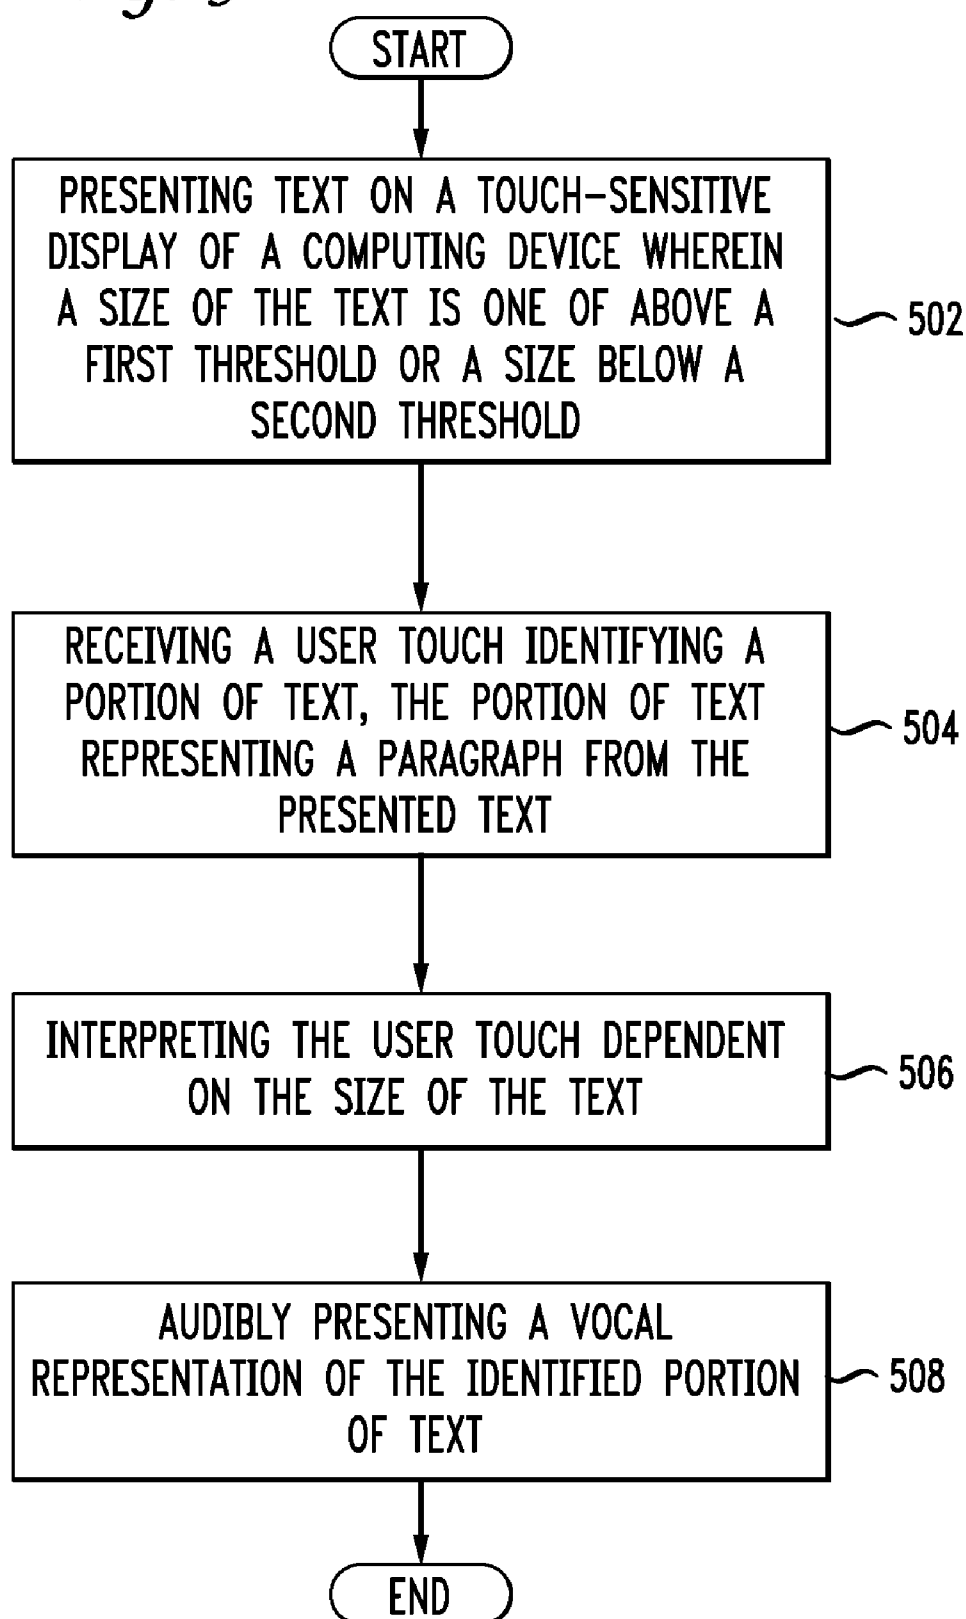 START
PRESENTING TEXT ON A TOUCH-SENSITIVE
DISPLAY OF A COMPUTING DEVICE WHEREIN
A SIZE OF THE TEXT IS ONE OF ABOVE A
FIRST THRESHOLD OR A SIZE BELOW A
SECOND THRESHOLD
502
RECEIVING A USER TOUCH IDENTIFYING A
PORTION OF TEXT, THE PORTION OF TEXT
REPRESENTING A PARAGRAPH FROM THE
PRESENTED TEXT
504
INTERPRETING THE USER TOUCH DEPENDENT
ON THE SIZE OF THE TEXT
506
AUDIBLY PRESENTING A VOCAL
REPRESENTATION OF THE IDENTIFIED PORTION
OF TEXT
508
END